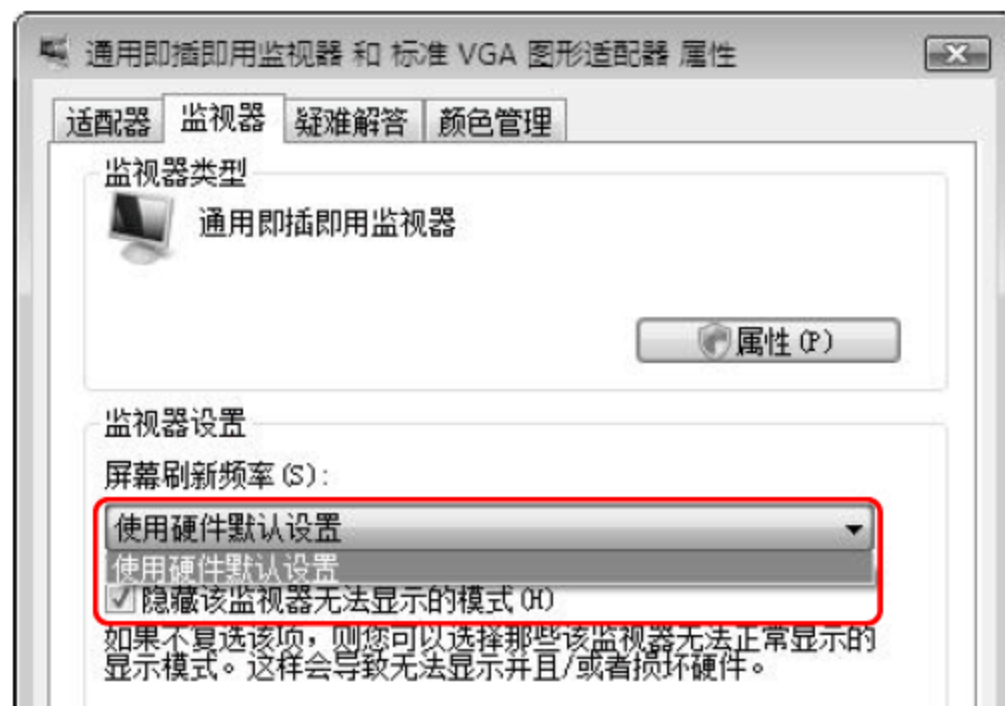 通用即插即用监视器 和 标准 VGA 图形适配器 属性
适配器 监视器 疑难解答 颜色管理
监视器类型
通用即插即用监视器
属性(P)
监视器设置
屏幕刷新频率(S):
使用硬件默认设置
使用硬件默认设置
隐藏该监视器无法显示的模式(H)
如果不复选该项，则您可以选择那些该监视器无法正常显示的
显示模式。这样会导致无法显示并且/或者损坏硬件。